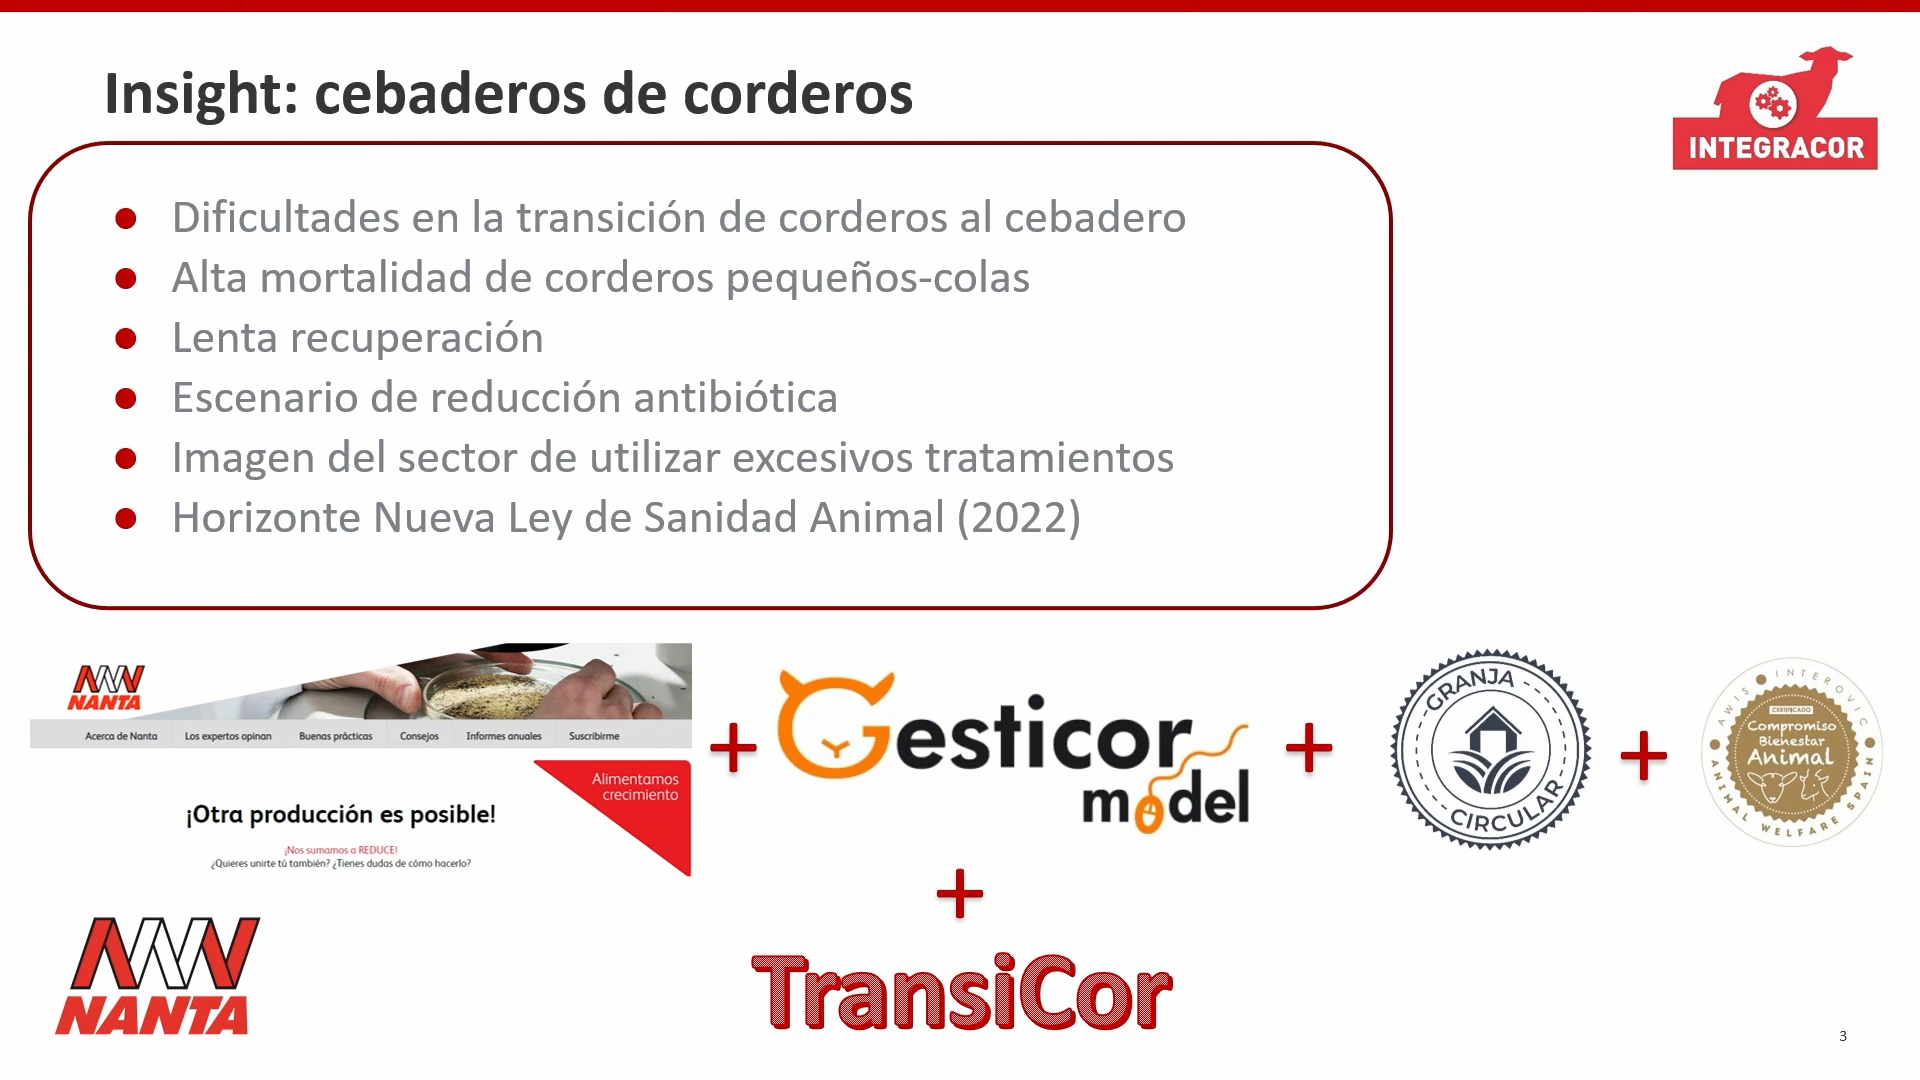 Insight: cebaderos de corderos
INTEGRACOR
Dificultades en la transición de corderos al cebadero
Alta mortalidad de corderos pequeños-colas
Lenta recuperación
Escenario de reducción antibiótica
Imagen del sector de utilizar excesivos tratamientos
Horizonte Nueva Ley de Sanidad Animal (2022)
NANTA
Acerca de Nanta Los expertos opinan Buenas prácticas Consejos Informes anuales Suscribirme
Alimentamos
crecimiento
¡Otra producción es posible!
¡Nos sumamos a REDUCE!
¿Quieres unirte tú también? ¿Tienes dudas de cómo hacerlo?
+
Gesticor
model
+
GRANJA
CIRCULAR
+
AWIS INTEROVIC
CERTIFICADO
Compromiso
Bienestar
Animal
ANIMAL WELFARE SPAIN
+
TransiCor
NANTA
3